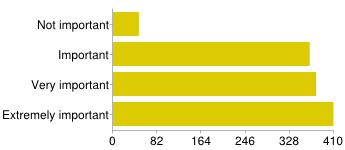 Not important
Important
Very important
Extremely important
0 82 164 246 328 410